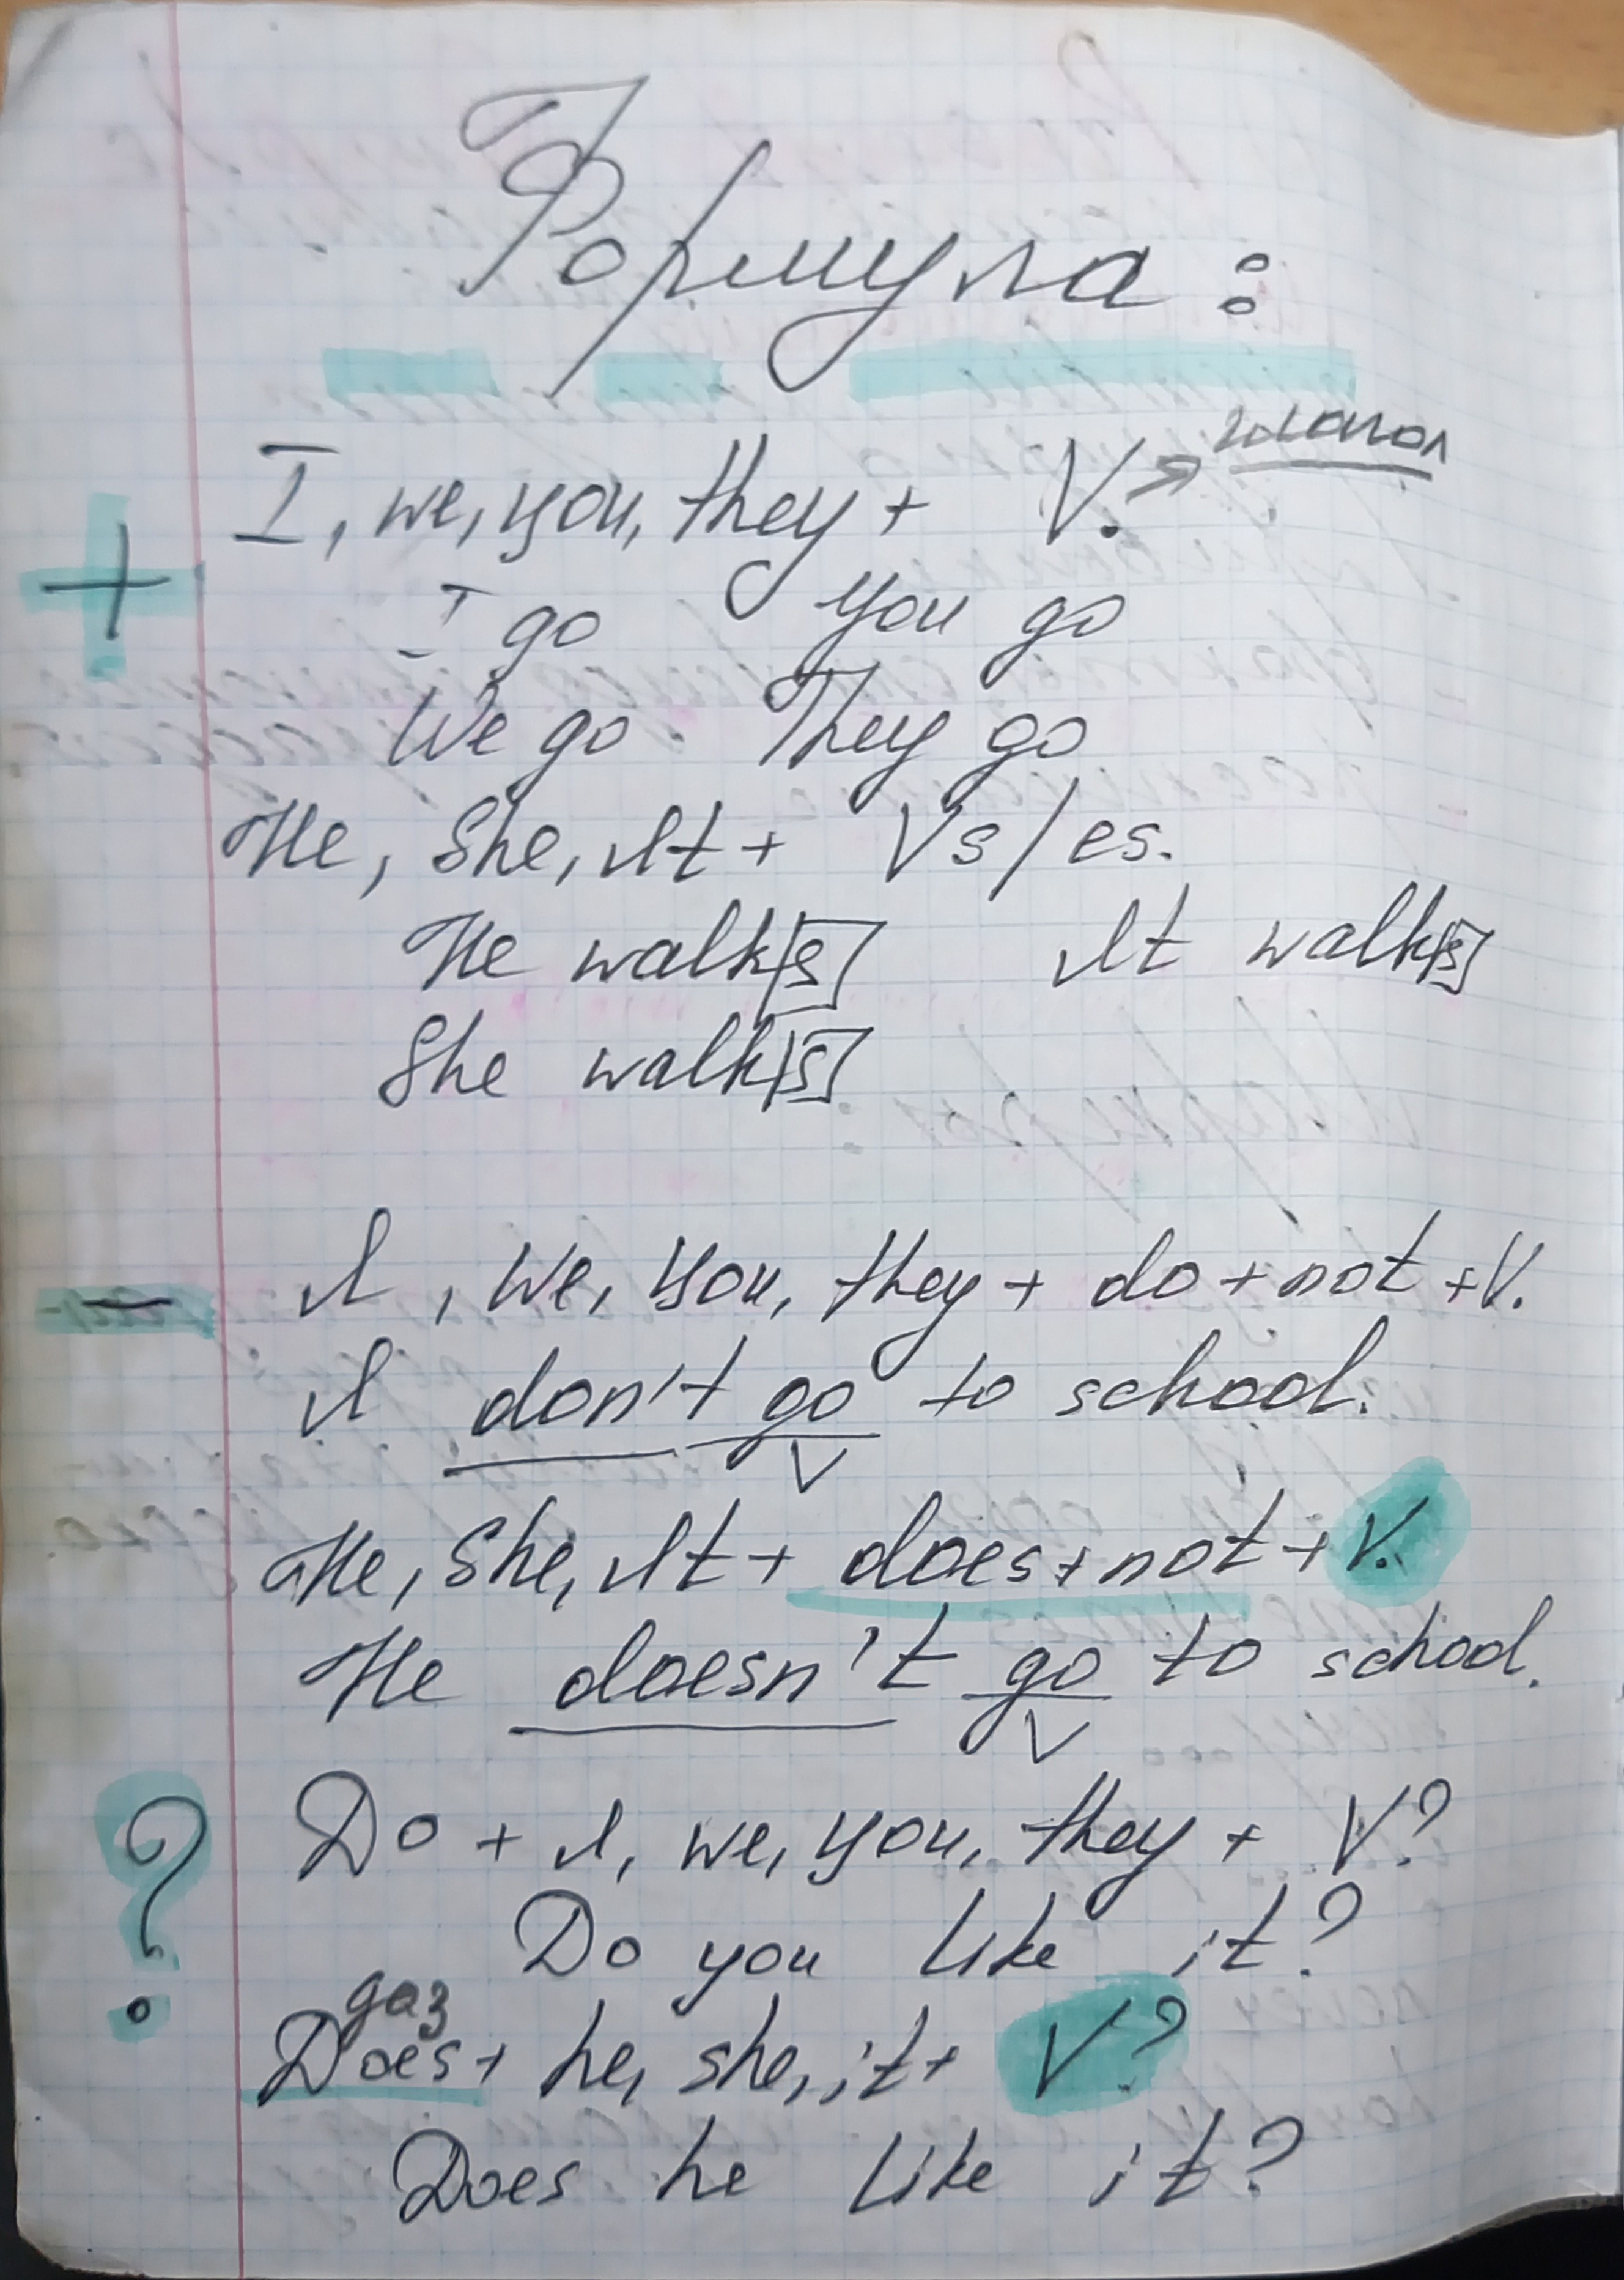 Формула:
I, we, you, they + V. → глагол
+
I go You go
We go. They go
He, She, It + Vs/es.
He walks It walks
She walks
- I, We, You, they + do + not + V.
I don't go to school.
V
He, She, It + does + not + V.
He doesn't go to school.
V
? Do + I, we, you, they + V?
Do you like it?
даз
Does + he, she, it + V?
Does he like it?